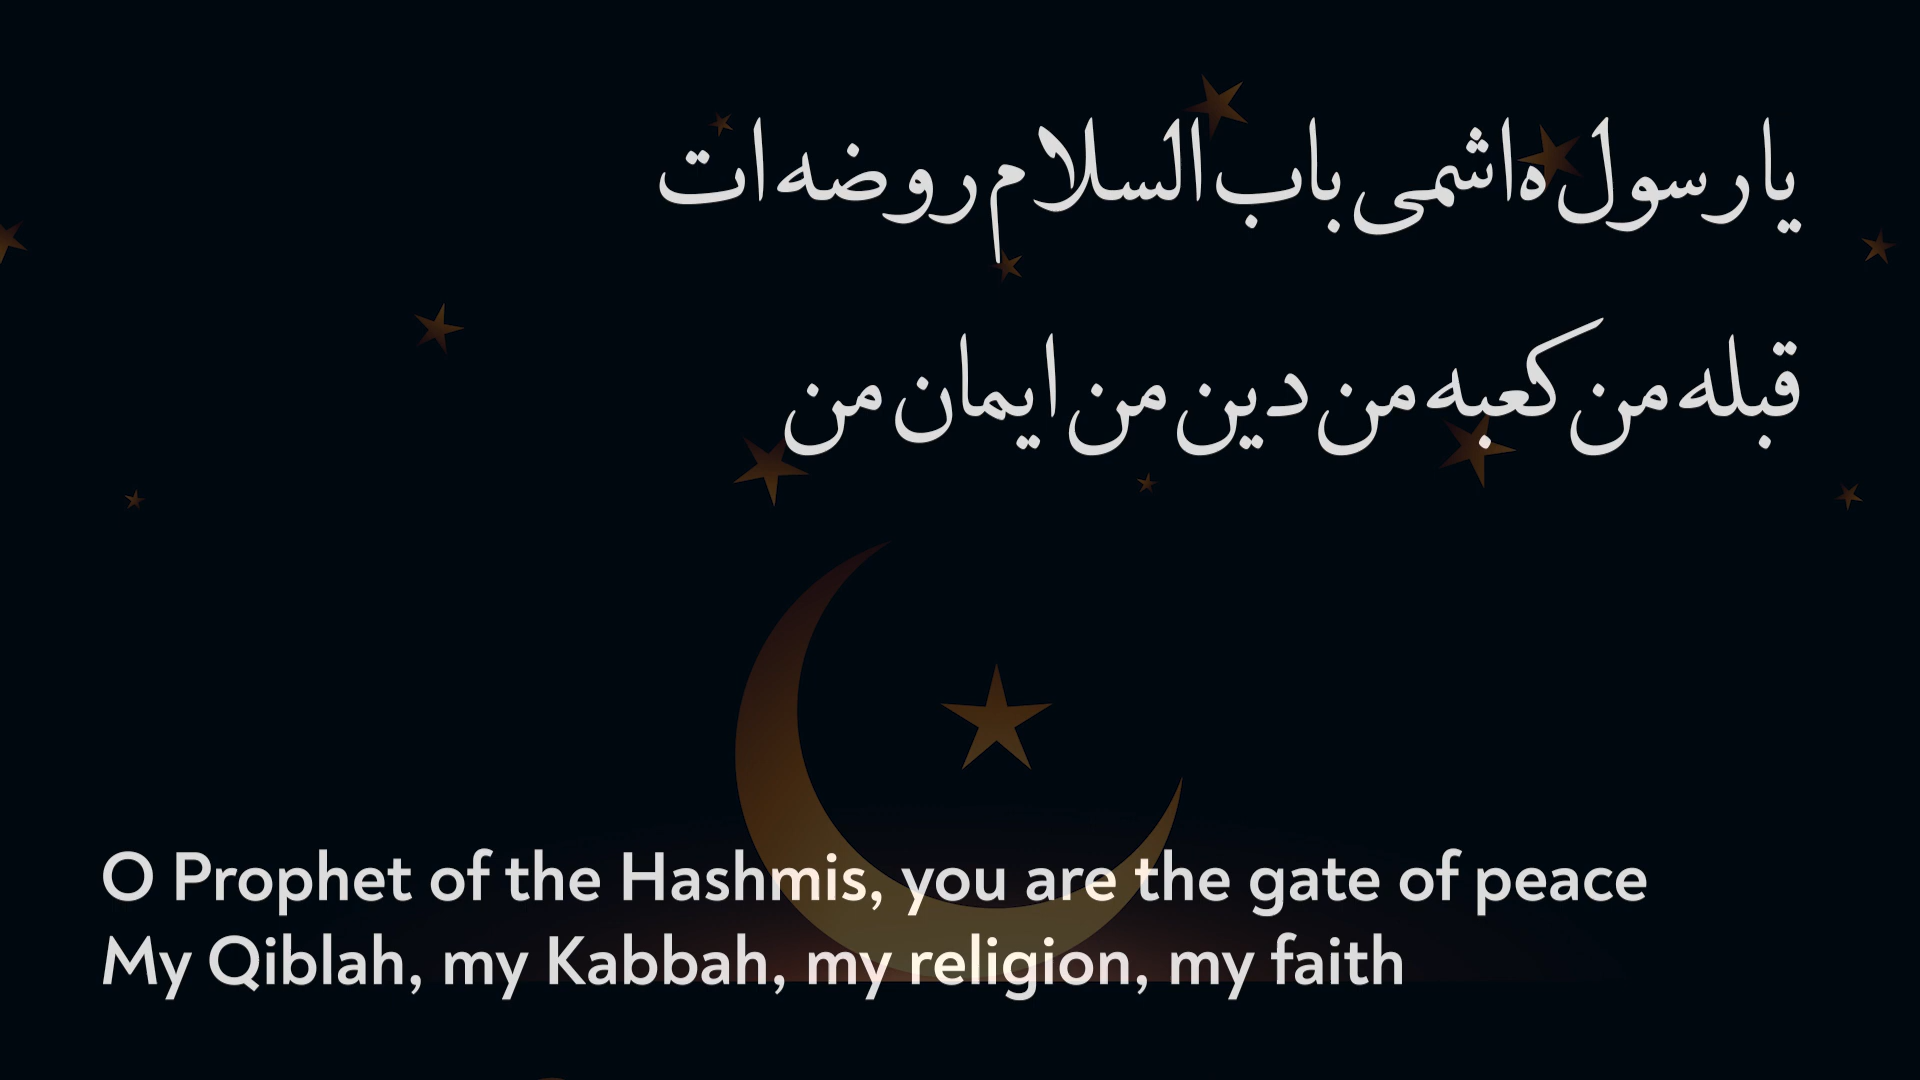 یا رسول ہاشمی باب السلام روضہ ات
قبلہ من کعبہ من دین من ایمان من
O Prophet of the Hashmis, you are the gate of peace
My Qiblah, my Kabbah, my religion, my faith